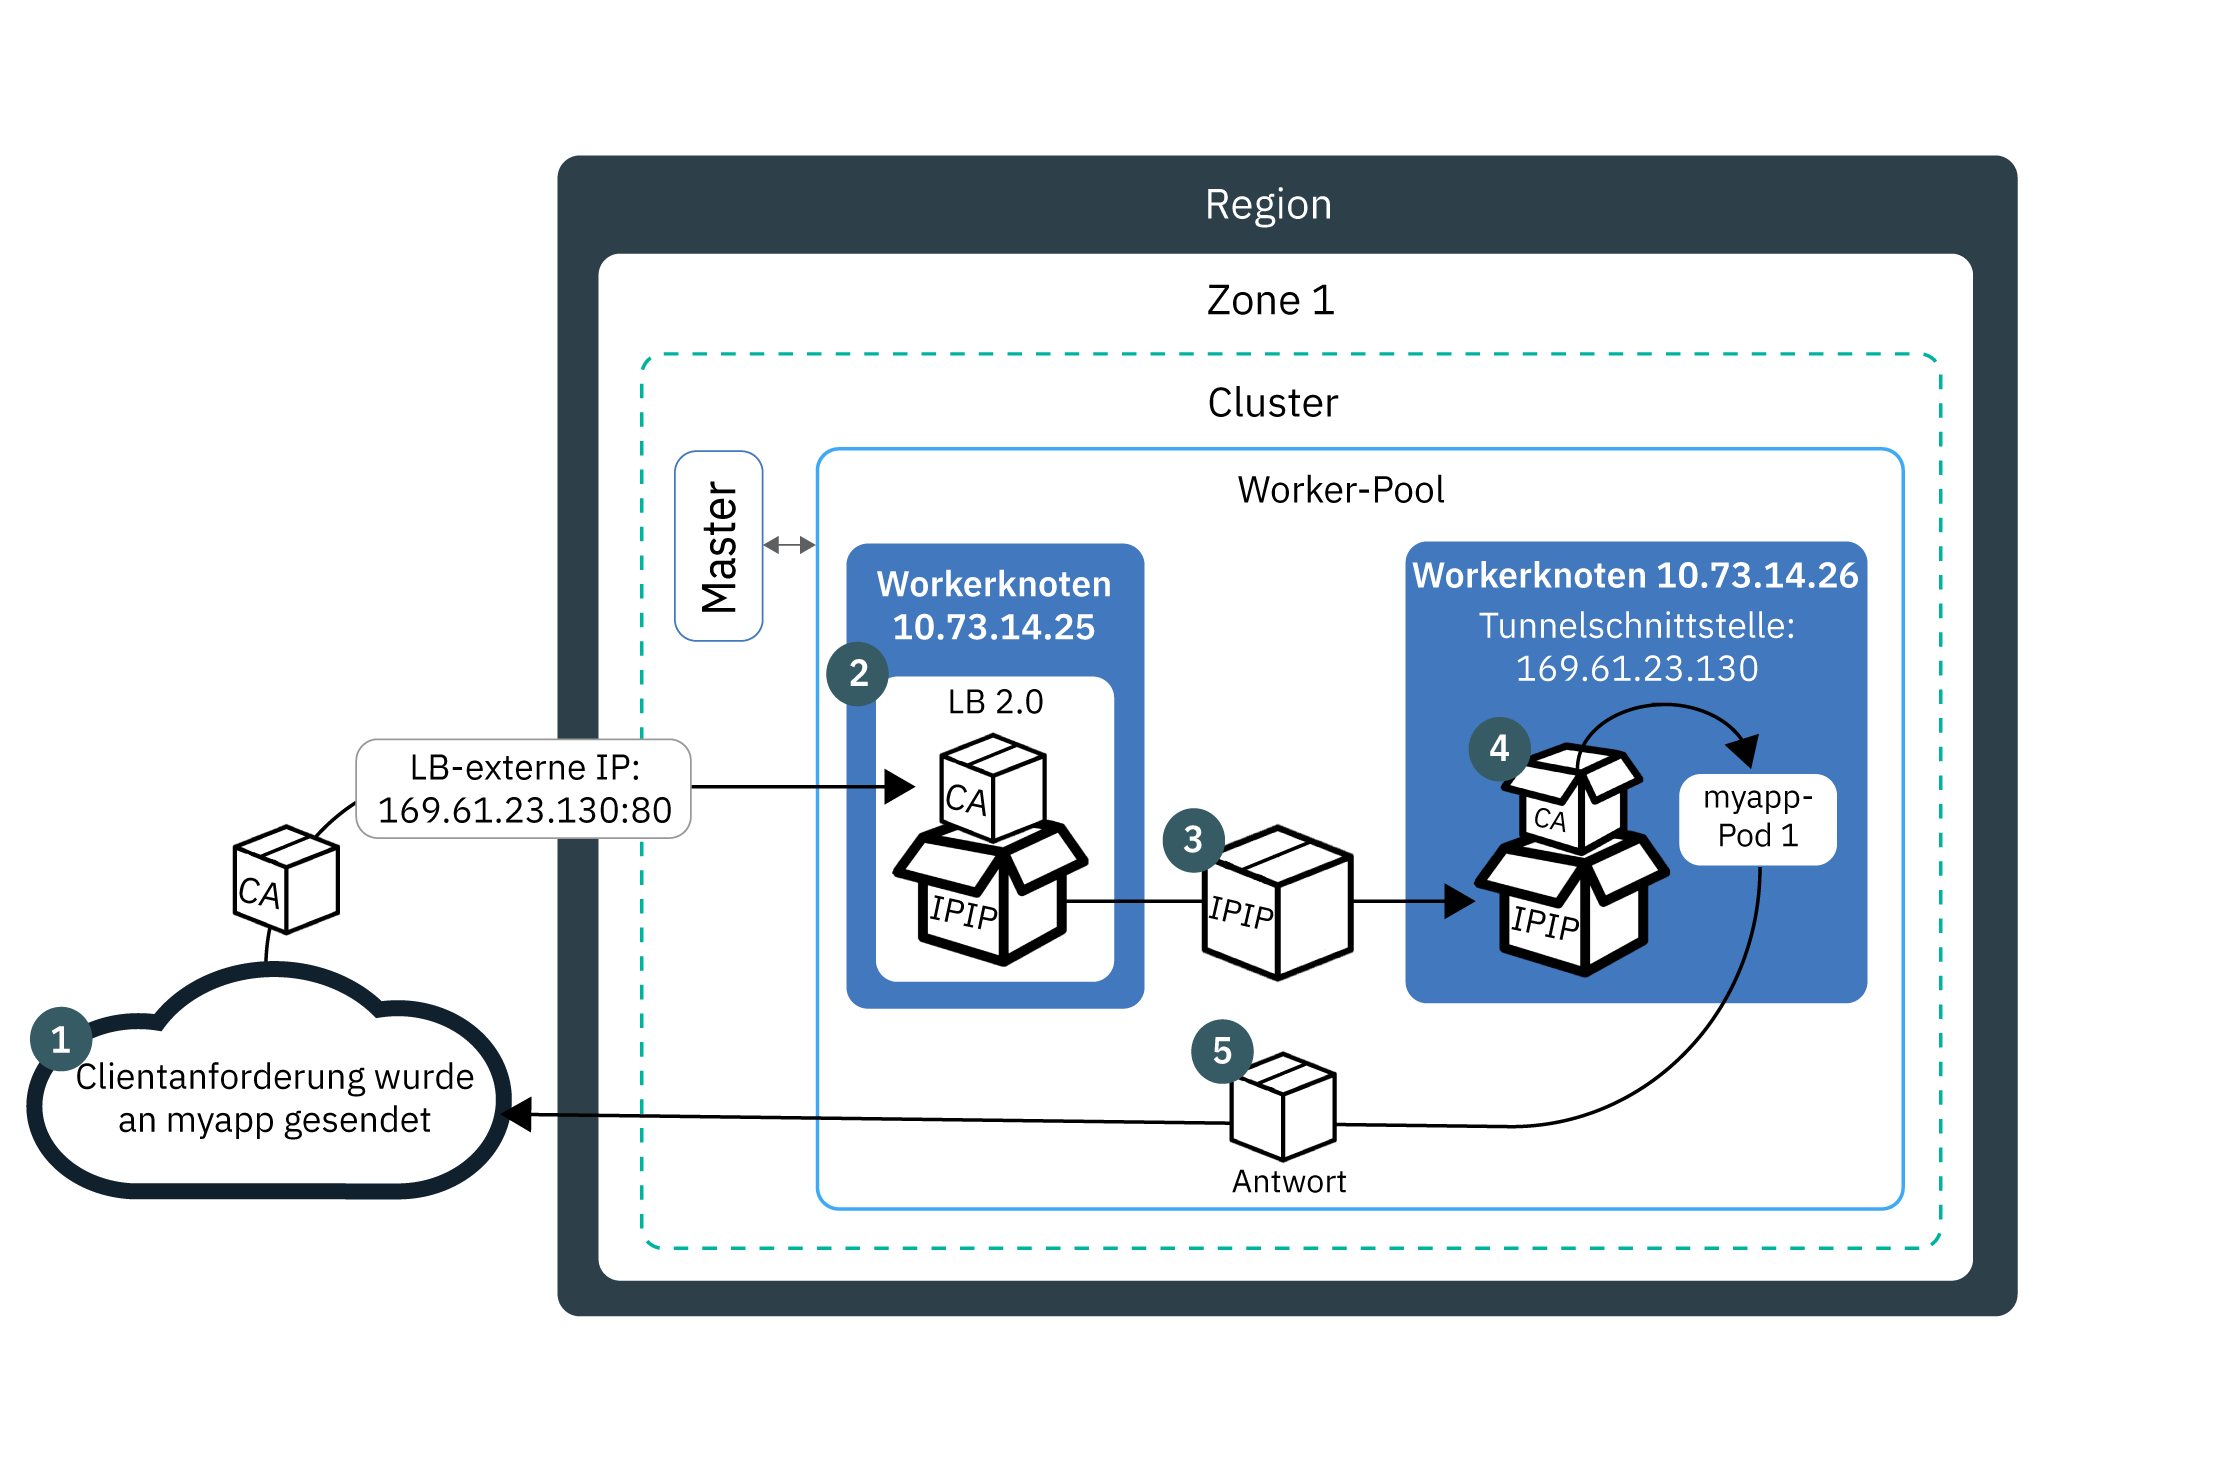 Region
Zone 1
Cluster
Master
Worker-Pool
Workerknoten
10.73.14.25
2
LB 2.0
CA
IPIP
Workerknoten 10.73.14.26
Tunnelschnittstelle:
169.61.23.130
4
CA
IPIP
myapp-
Pod 1
LB-externe IP:
169.61.23.130:80
CA
3
IPIP
1
Clientanforderung wurde
an myapp gesendet
5
Antwort